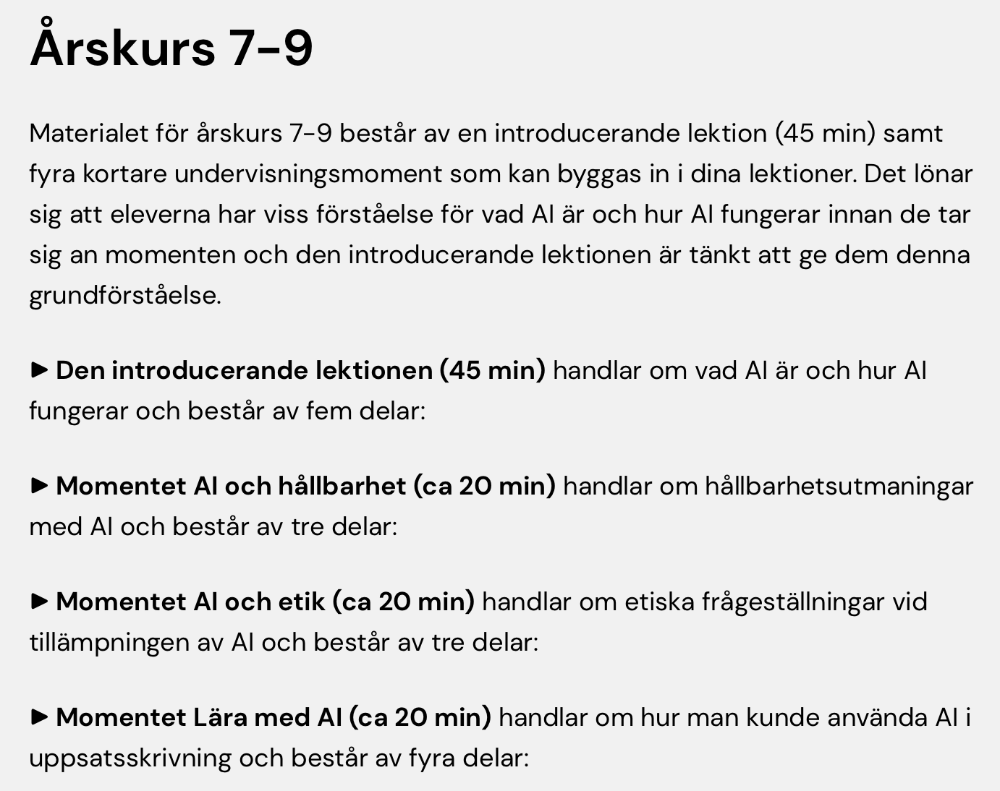 Årskurs 7–9
Materialet för årskurs 7–9 består av en introducerande lektion (45 min) samt
fyra kortare undervisningsmoment som kan byggas in i dina lektioner. Det lönar
sig att eleverna har viss förståelse för vad AI är och hur AI fungerar innan de tar
sig an momenten och den introducerande lektionen är tänkt att ge dem denna
grundförståelse.
► Den introducerande lektionen (45 min) handlar om vad AI är och hur AI
fungerar och består av fem delar:
► Momentet AI och hållbarhet (ca 20 min) handlar om hållbarhetsutmaningar
med AI och består av tre delar:
► Momentet AI och etik (ca 20 min) handlar om etiska frågeställningar vid
tillämpningen av AI och består av tre delar:
► Momentet Lära med AI (ca 20 min) handlar om hur man kunde använda AI i
uppsatsskrivning och består av fyra delar: